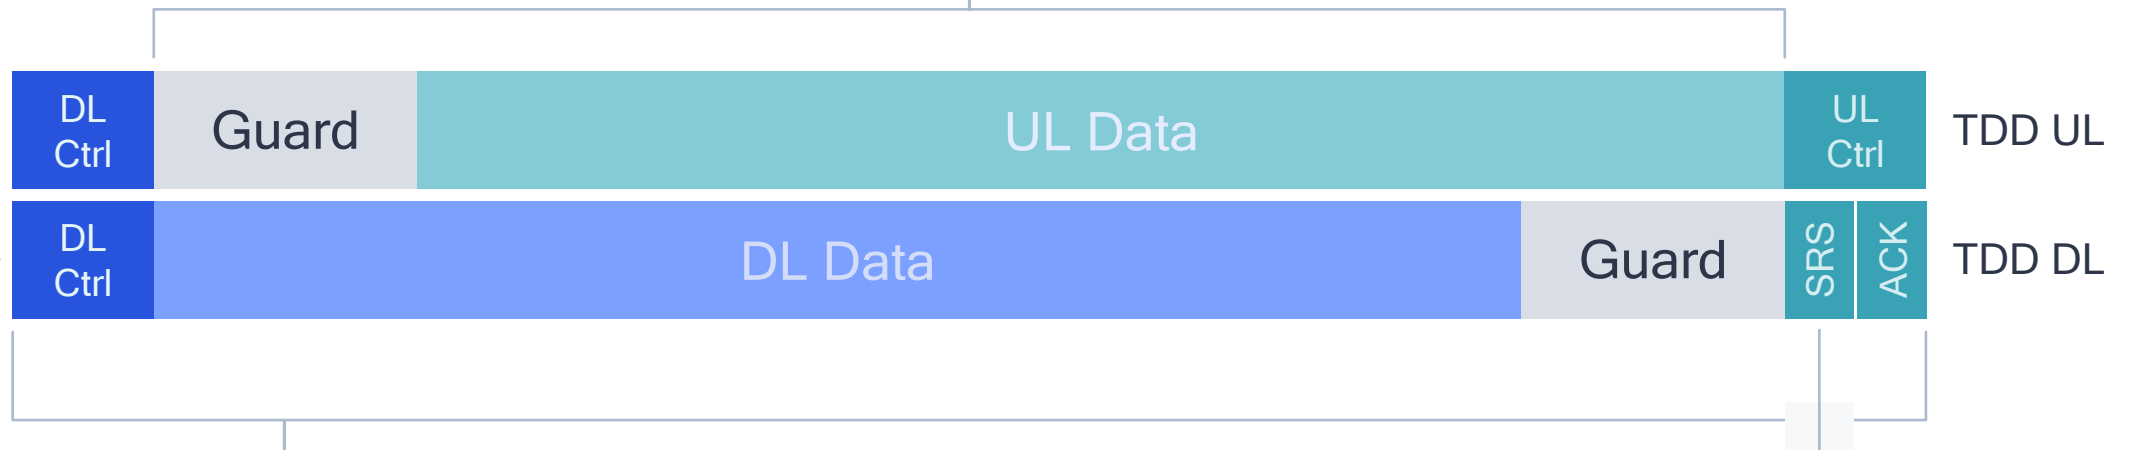 DL
Ctrl
Guard
UL Data
UL
Ctrl
TDD UL
DL
Ctrl
DL Data
Guard
SRS
ACK
TDD DL